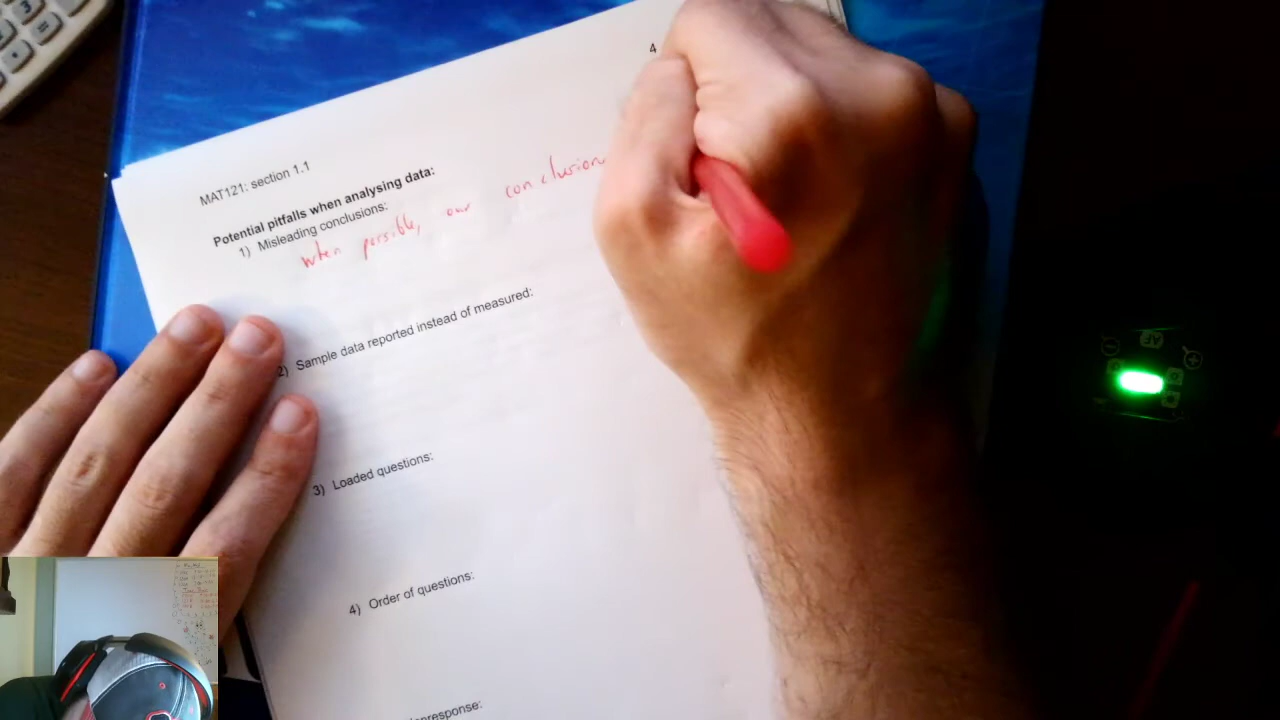 4
MAT121: section 1.1
Potential pitfalls when analysing data:
1) Misleading conclusions:
when possible, our conclusions
2) Sample data reported instead of measured:
3) Loaded questions:
4) Order of questions: